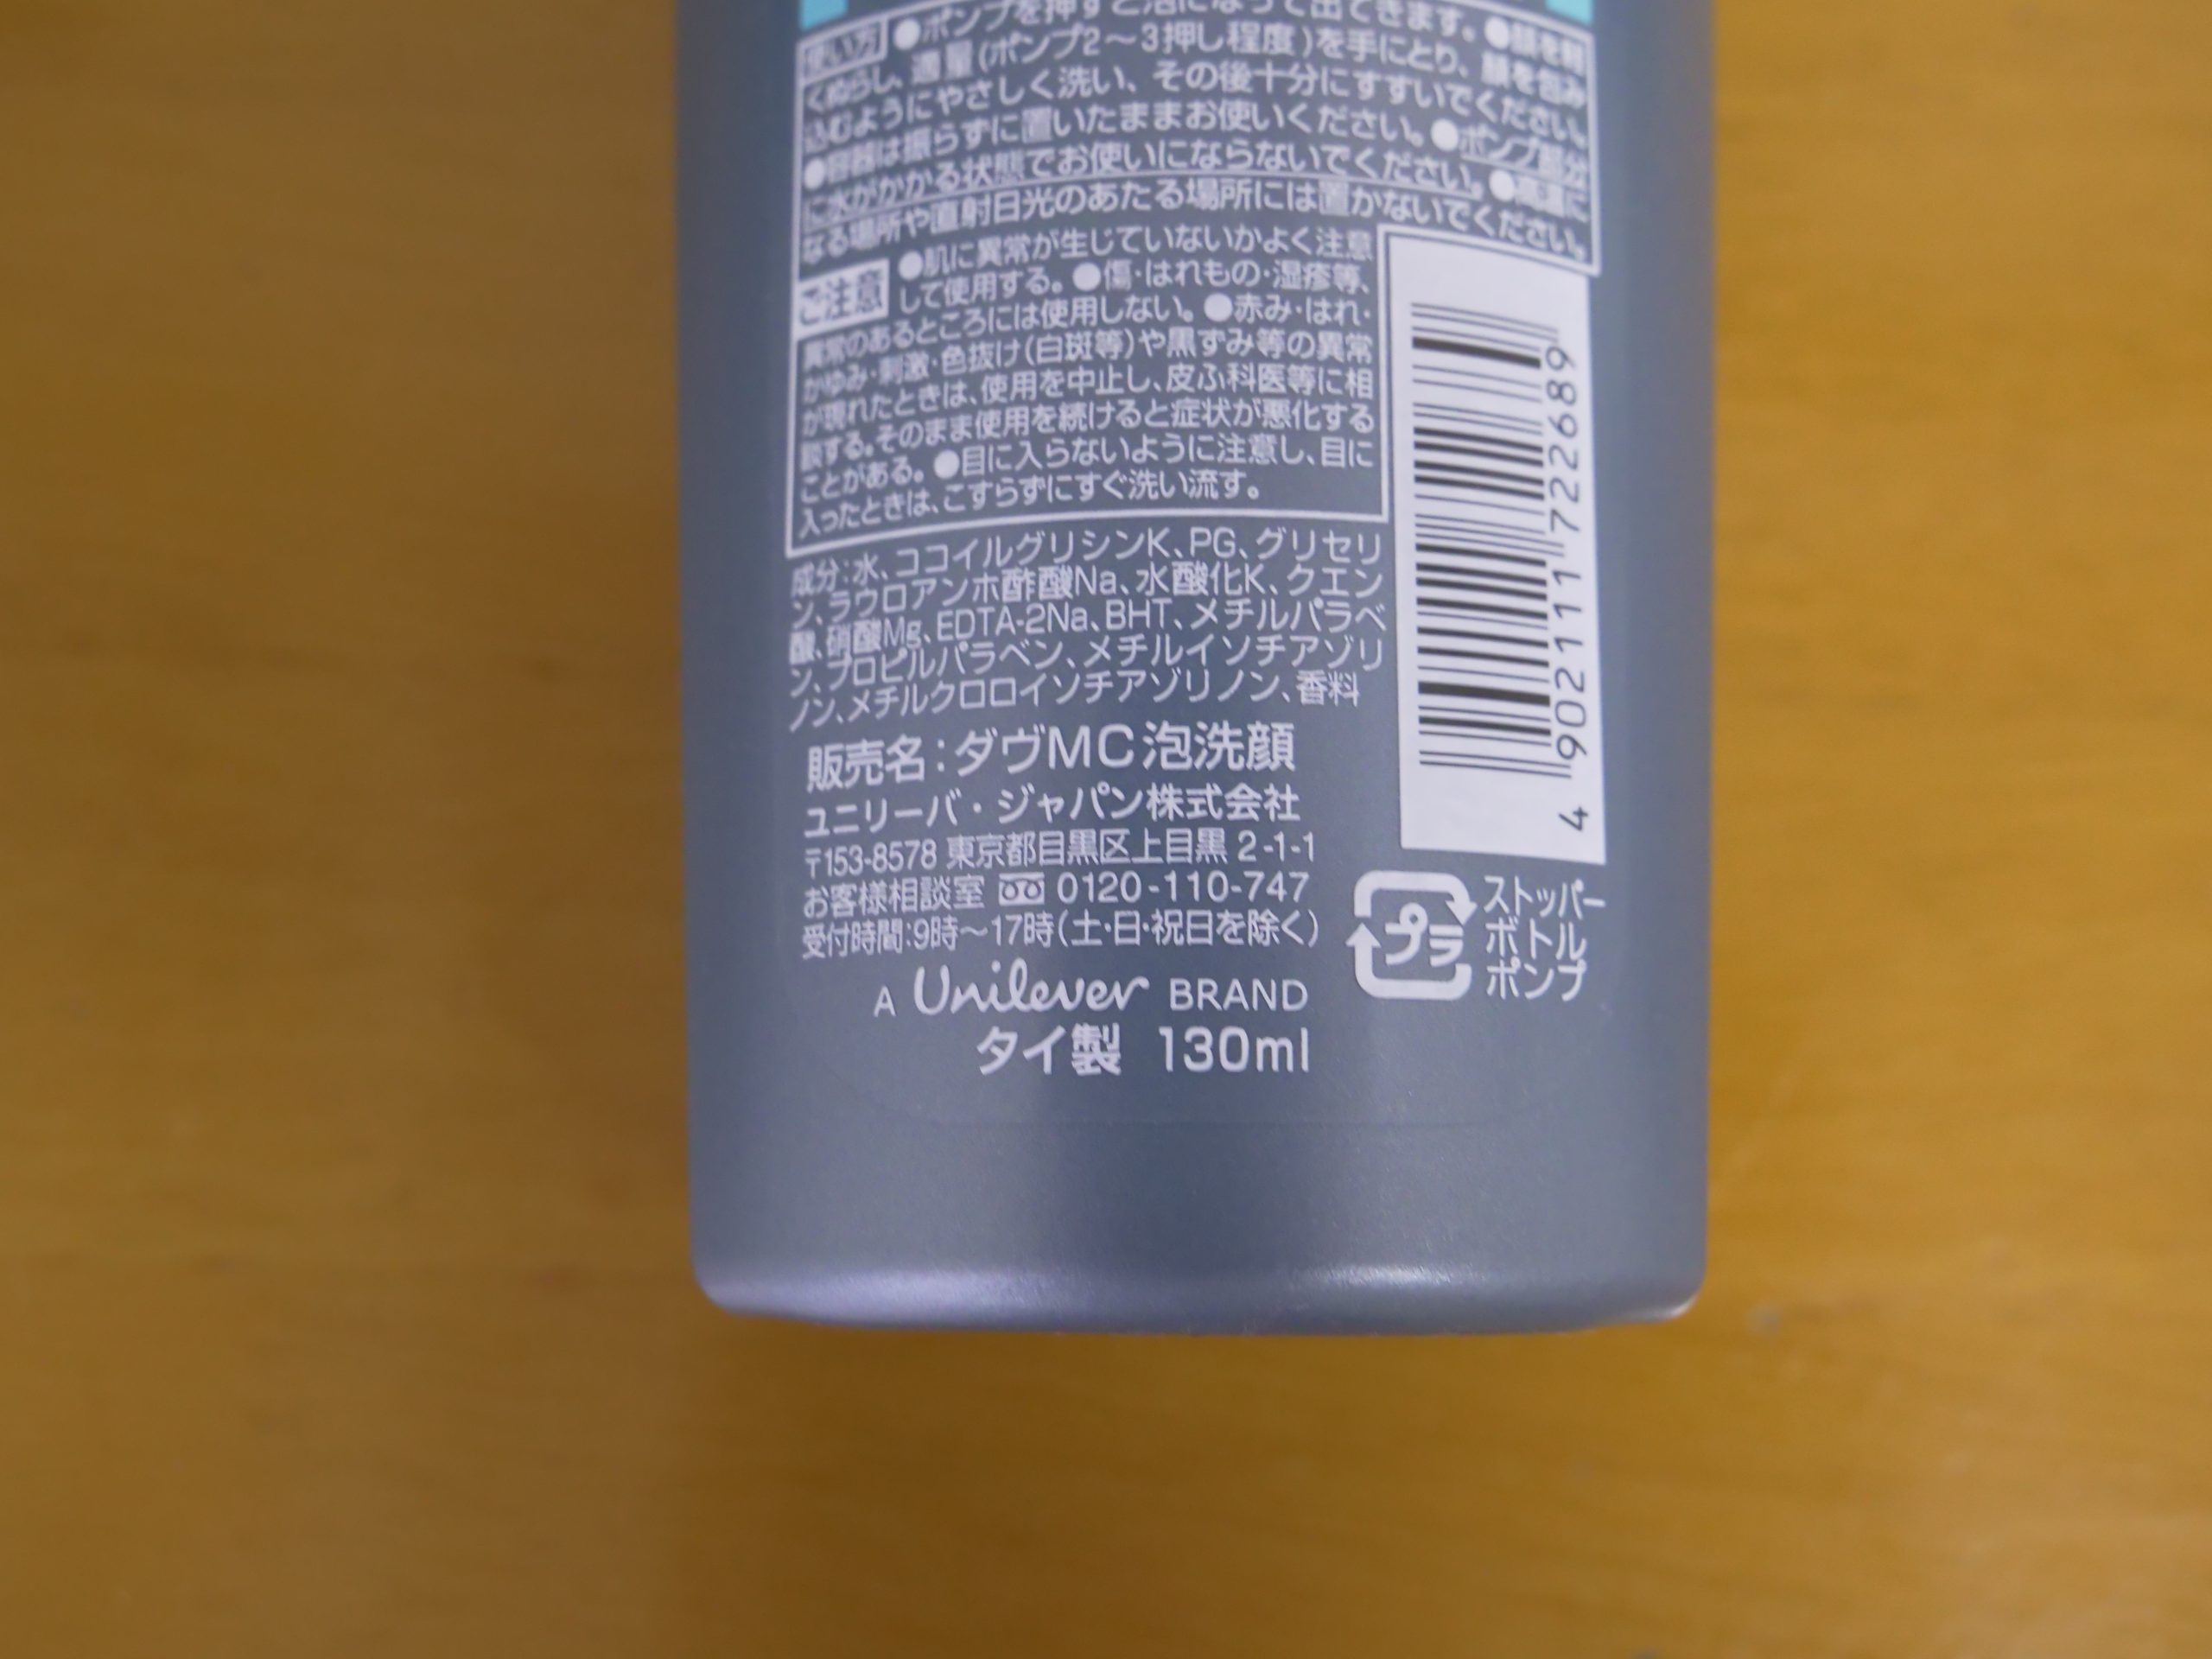 使い方 ●ポンプを押すと泡になって出てきます。●顔を軽
くぬらし、適量(ポンプ2～3押し程度)を手にとり、顔を包み
込むようにやさしく洗い、その後十分にすすいでください。
●容器は振らずに置いたままお使いください。●ポンプ部分
に水がかかる状態でお使いにならないでください。●高温に
なる場所や直射日光のあたる場所には置かないでください。
ご注意 ●肌に異常が生じていないかよく注意
して使用する。●傷・はれもの・湿疹等、
異常のあるところには使用しない。●赤み・はれ・
かゆみ・刺激・色抜け(白斑等)や黒ずみ等の異常
が現れたときは、使用を中止し、皮ふ科医等に相
談する。そのまま使用を続けると症状が悪化する
ことがある。●目に入らないように注意し、目に
入ったときは、こすらずにすぐ洗い流す。
成分:水、ココイルグリシンK、PG、グリセリ
ン、ラウロアンホ酢酸Na、水酸化K、クエン
酸、硝酸Mg、EDTA-2Na、BHT、メチルパラベ
ン、プロピルパラベン、メチルイソチアゾリ
ノン、メチルクロロイソチアゾリノン、香料
販売名:ダヴMC泡洗顔
ユニリーバ・ジャパン株式会社
〒153-8578 東京都目黒区上目黒 2-1-1
お客様相談室 0120-110-747
受付時間:9時～17時(土・日・祝日を除く)
A Unilever BRAND
タイ製 130ml
4 902111 722689
プラ
ストッパー
ボトル
ポンプ